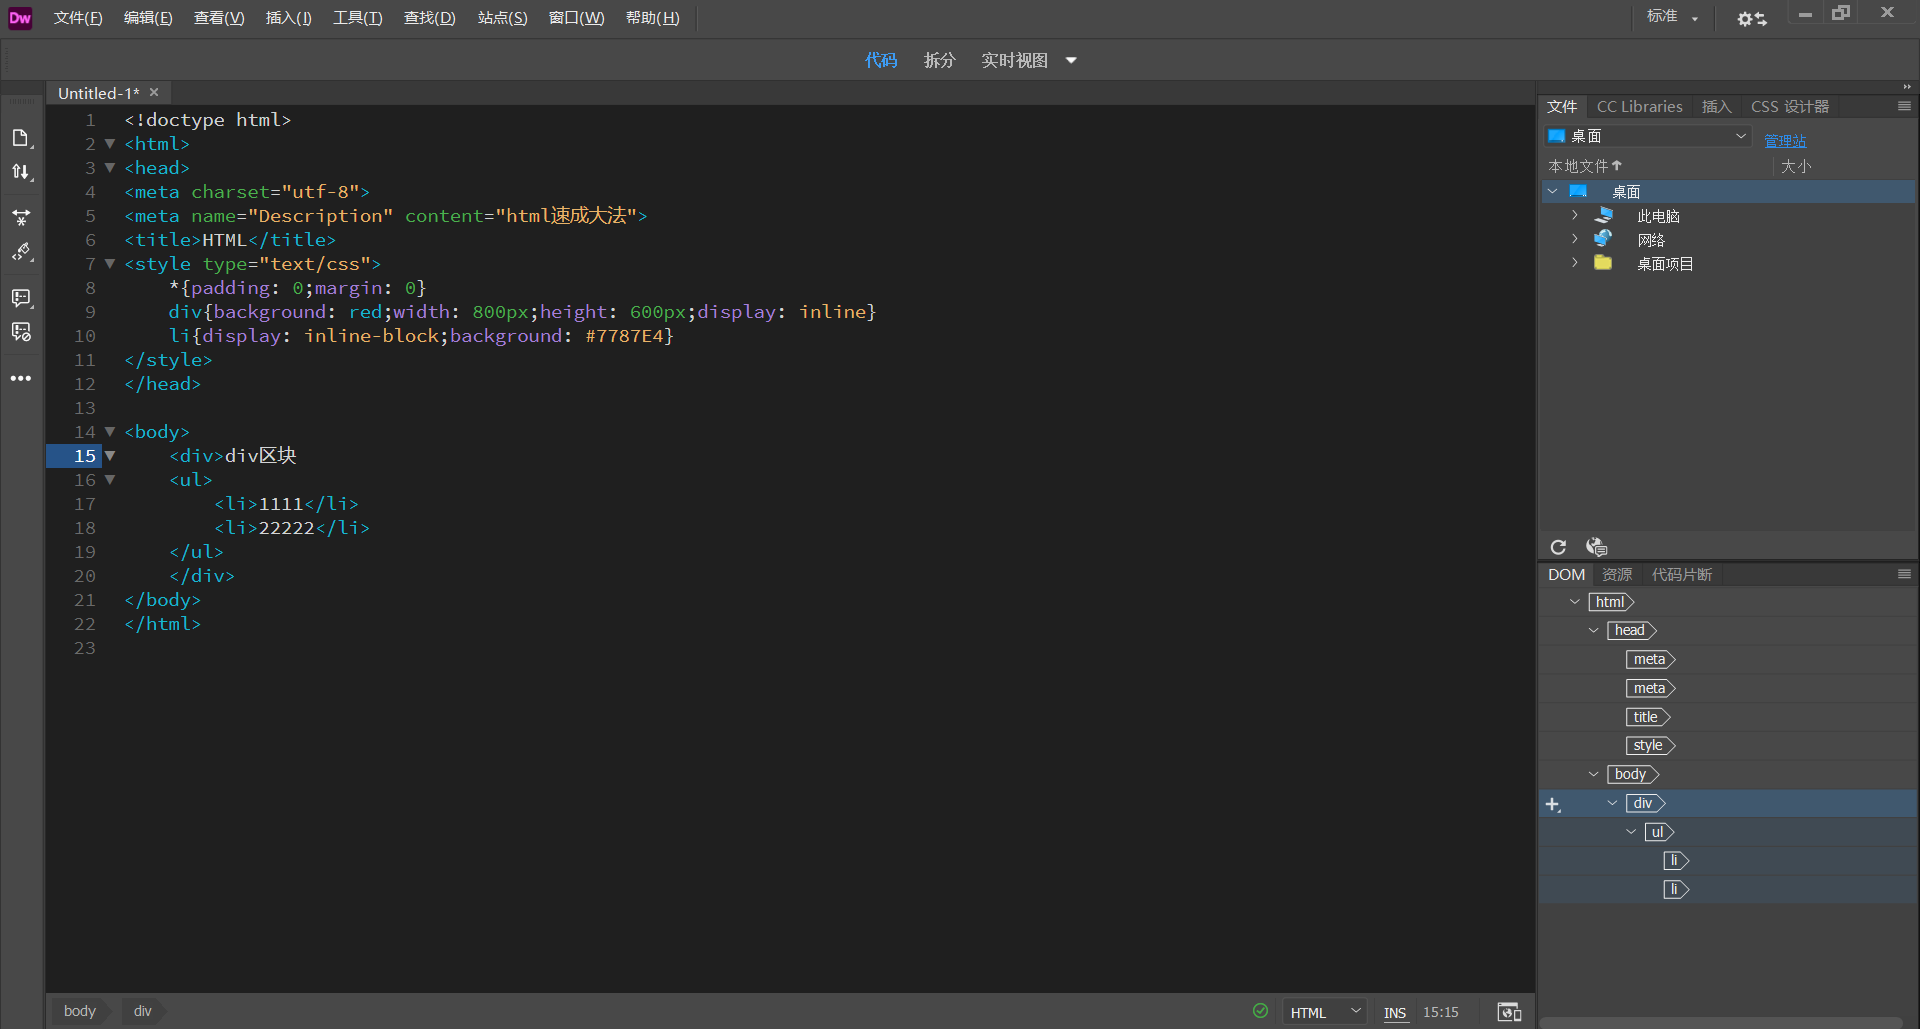 Dw 文件(F) 编辑(E) 查看(V) 插入(I) 工具(T) 查找(D) 站点(S) 窗口(W) 帮助(H) 标准
代码 拆分 实时视图
Untitled-1*
1 <!doctype html>
2 <html>
3 <head>
4 <meta charset="utf-8">
5 <meta name="Description" content="html速成大法">
6 <title>HTML</title>
7 <style type="text/css">
8 *{padding: 0;margin: 0}
9 div{background: red;width: 800px;height: 600px;display: inline}
10 li{display: inline-block;background: #7787E4}
11 </style>
12 </head>
13
14 <body>
15 <div>div区块
16 <ul>
17 <li>1111</li>
18 <li>22222</li>
19 </ul>
20 </div>
21 </body>
22 </html>
23
body div
HTML INS 15:15
文件 CC Libraries 插入 CSS 设计器
桌面 管理站
本地文件 大小
桌面
此电脑
网络
桌面项目
DOM 资源 代码片断
html
head
meta
meta
title
style
body
div
ul
li
li